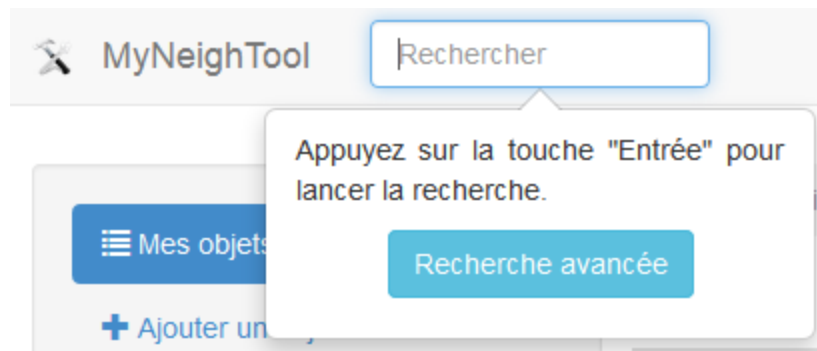 MyNeighTool
Rechercher
Appuyez sur la touche "Entrée" pour
lancer la recherche.
Recherche avancée
Mes objets
Ajouter un